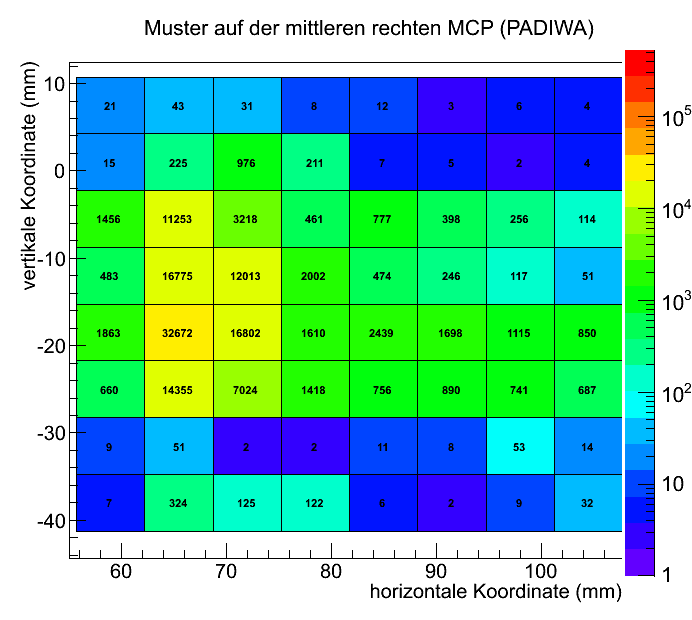 Muster auf der mittleren rechten MCP (PADIWA)
vertikale Koordinate (mm)
10
0
-10
-20
-30
-40
21 43 31 8 12 3 6 4
15 225 976 211 7 5 2 4
1456 11253 3218 461 777 398 256 114
483 16775 12013 2002 474 246 117 51
1863 32672 16802 1610 2439 1698 1115 850
660 14355 7024 1418 756 890 741 687
9 51 2 2 11 8 53 14
7 324 125 122 6 2 9 32
60 70 80 90 100
horizontale Koordinate (mm)
10^5
10^4
10^3
10^2
10
1